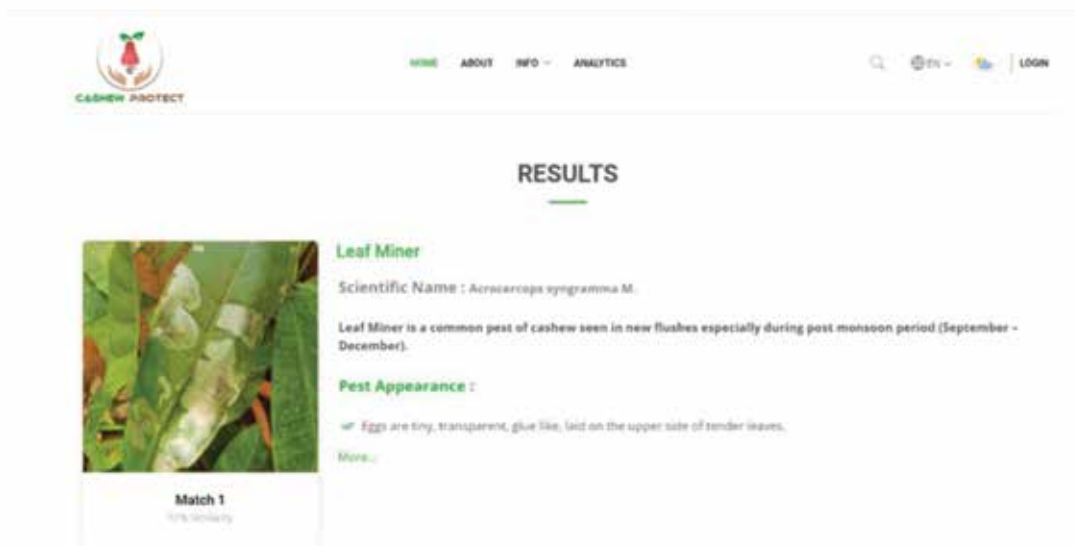 CASHEW PROTECT
HOME ABOUT INFO ANALYTICS
EN LOGIN
RESULTS
Leaf Miner
Scientific Name : Acrocercops syngramma M.
Leaf Miner is a common pest of cashew seen in new flushes especially during post monsoon period (September –
December).
Pest Appearance :
Eggs are tiny, transparent, glue like, laid on the upper side of tender leaves.
More...
Match 1
Similarity